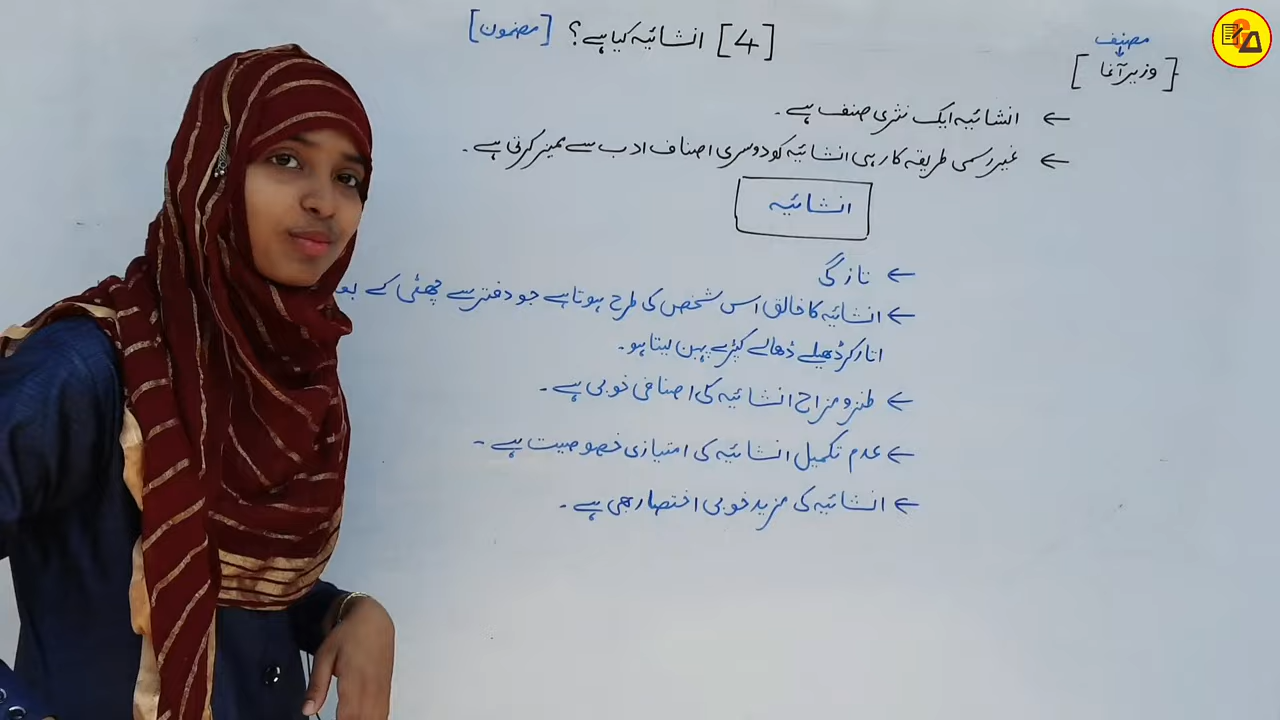 [4] انشائیہ کیا ہے؟ [مضمون]
مصنف
[وزیر آغا]
← انشائیہ ایک نثری صنف ہے۔
← غیر رسمی طریقہ کار ہی انشائیہ کو دوسری اصناف ادب سے ممیز کرتی ہے۔
انشائیہ
← تازگی
← انشائیہ کا خالق اس شخص کی طرح ہوتا ہے جو دفتر سے چھٹی کے
اتار کر ڈھیلے ڈھالے کپڑے پہن لیتا ہو۔
← طنز و مزاح انشائیہ کی اضافی خوبی ہے۔
← عدم تکمیل انشائیہ کی امتیازی خصوصیت ہے۔
← انشائیہ کی مزید خوبی اختصار بھی ہے۔